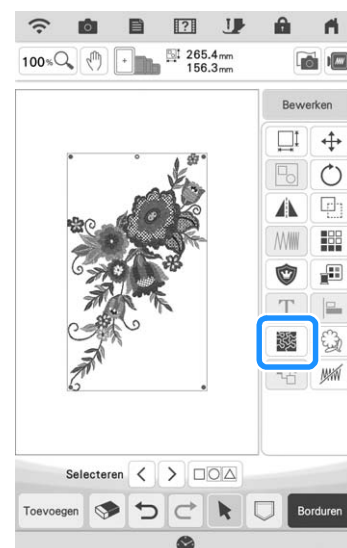 100%
265.4mm
156.3mm
Bewerken
T
Selecteren
Toevoegen
Borduren